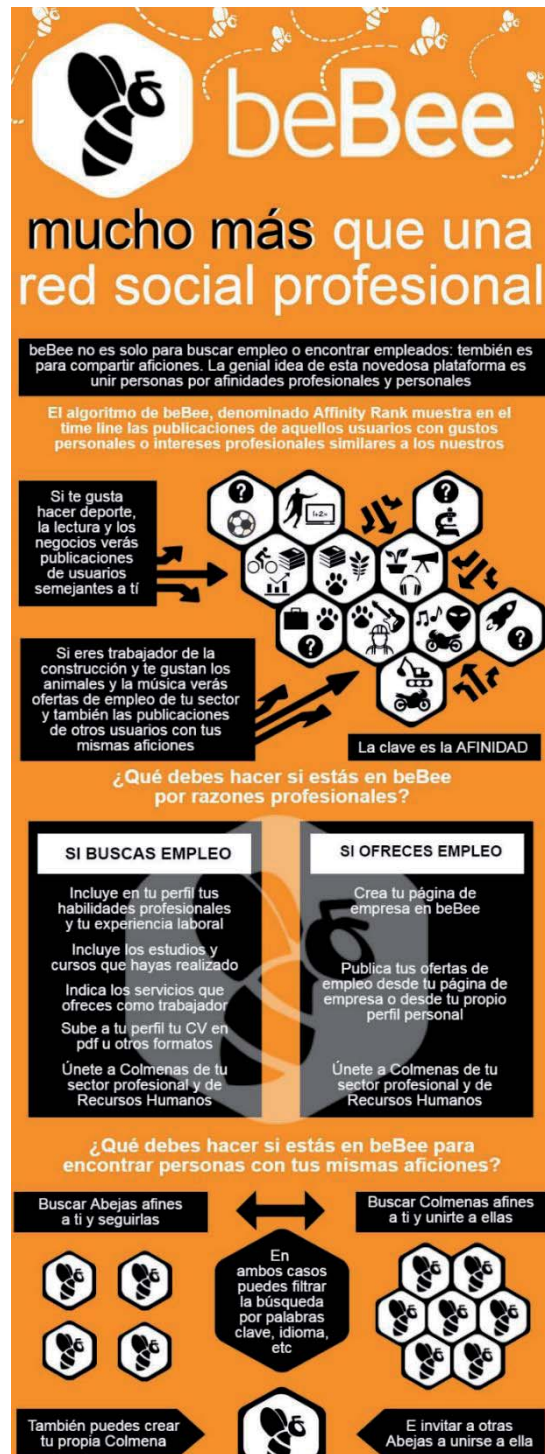 beBee
mucho más que una
red social profesional
beBee no es solo para buscar empleo o encontrar empleados: tembién es
para compartir aficiones. La genial idea de esta novedosa plataforma es
unir personas por afinidades profesionales y personales
El algoritmo de beBee, denominado Affinity Rank muestra en el
time line las publicaciones de aquellos usuarios con gustos
personales o intereses profesionales similares a los nuestros
Si te gusta
hacer deporte,
la lectura y los
negocios verás
publicaciones
de usuarios
semejantes a tí
?
1+2=
?
?
?
Si eres trabajador de la
construcción y te gustan los
animales y la música verás
ofertas de empleo de tu sector
y también las publicaciones
de otros usuarios con tus
mismas aficiones
La clave es la AFINIDAD
¿Qué debes hacer si estás en beBee
por razones profesionales?
SI BUSCAS EMPLEO
Incluye en tu perfil tus
habilidades profesionales
y tu experiencia laboral
Incluye los estudios y
cursos que hayas realizado
Indica los servicios que
ofreces como trabajador
Sube a tu perfil tu CV en
pdf u otros formatos
Únete a Colmenas de tu
sector profesional y de
Recursos Humanos
SI OFRECES EMPLEO
Crea tu página de
empresa en beBee
Publica tus ofertas de
empleo desde tu página de
empresa o desde tu propio
perfil personal
Únete a Colmenas de tu
sector profesional y de
Recursos Humanos
¿Qué debes hacer si estás en beBee para
encontrar personas con tus mismas aficiones?
Buscar Abejas afines
a ti y seguirlas
Buscar Colmenas afines
a ti y unirte a ellas
En
ambos casos
puedes filtrar
la búsqueda
por palabras
clave, idioma,
etc
También puedes crear
tu propia Colmena
E invitar a otras
Abejas a unirse a ella